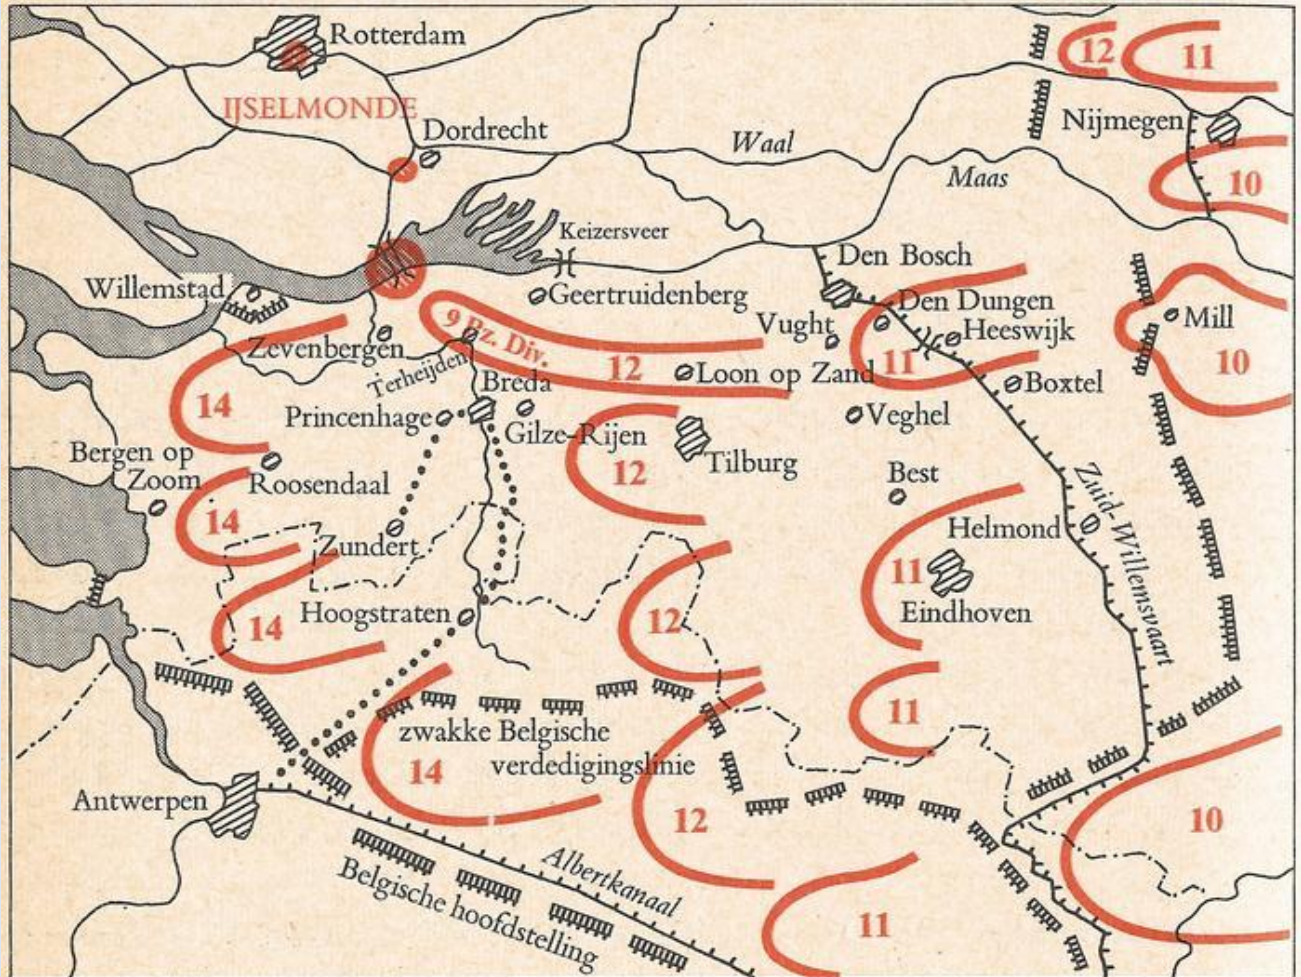 Rotterdam
12
11
IJSELMONDE
Nijmegen
Dordrecht
Waal
Maas
10
Keizersveer
Den Bosch
Willemstad
Geertruidenberg
Den Dungen
Vught
Heeswijk
Mill
9 Pz. Div.
Zevenbergen
12
11
10
Terheijden
Loon op Zand
Boxtel
Breda
14
Princenhage
Veghel
Gilze-Rijen
Bergen op
Zoom
Tilburg
12
Best
Roosendaal
Zuid-Willemsvaart
14
Helmond
Zundert
11
Hoogstraten
Eindhoven
14
12
11
zwakke Belgische
verdedigingslinie
14
Antwerpen
12
10
Albertkanaal
Belgische hoofdstelling
11